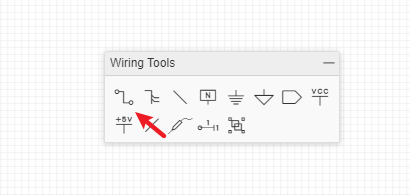 Wiring Tools
N
VCC
+5V
1